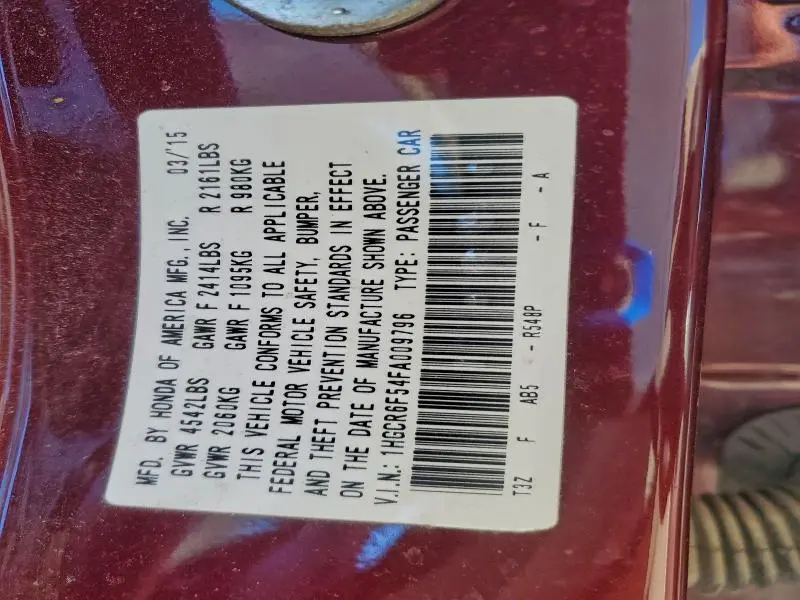 MFD. BY HONDA OF AMERICA MFG.,INC. 03/15
GVWR 4542LBS GAWR F 2414LBS R 2161LBS
GVWR 2060KG GAWR F 1095KG R 980KG
THIS VEHICLE CONFORMS TO ALL APPLICABLE
FEDERAL MOTOR VEHICLE SAFETY, BUMPER,
AND THEFT PREVENTION STANDARDS IN EFFECT
ON THE DATE OF MANUFACTURE SHOWN ABOVE.
V.I.N.: 1HGCR6F54FA009796 TYPE: PASSENGER CAR
T3Z F AB5 - R548P - F - A